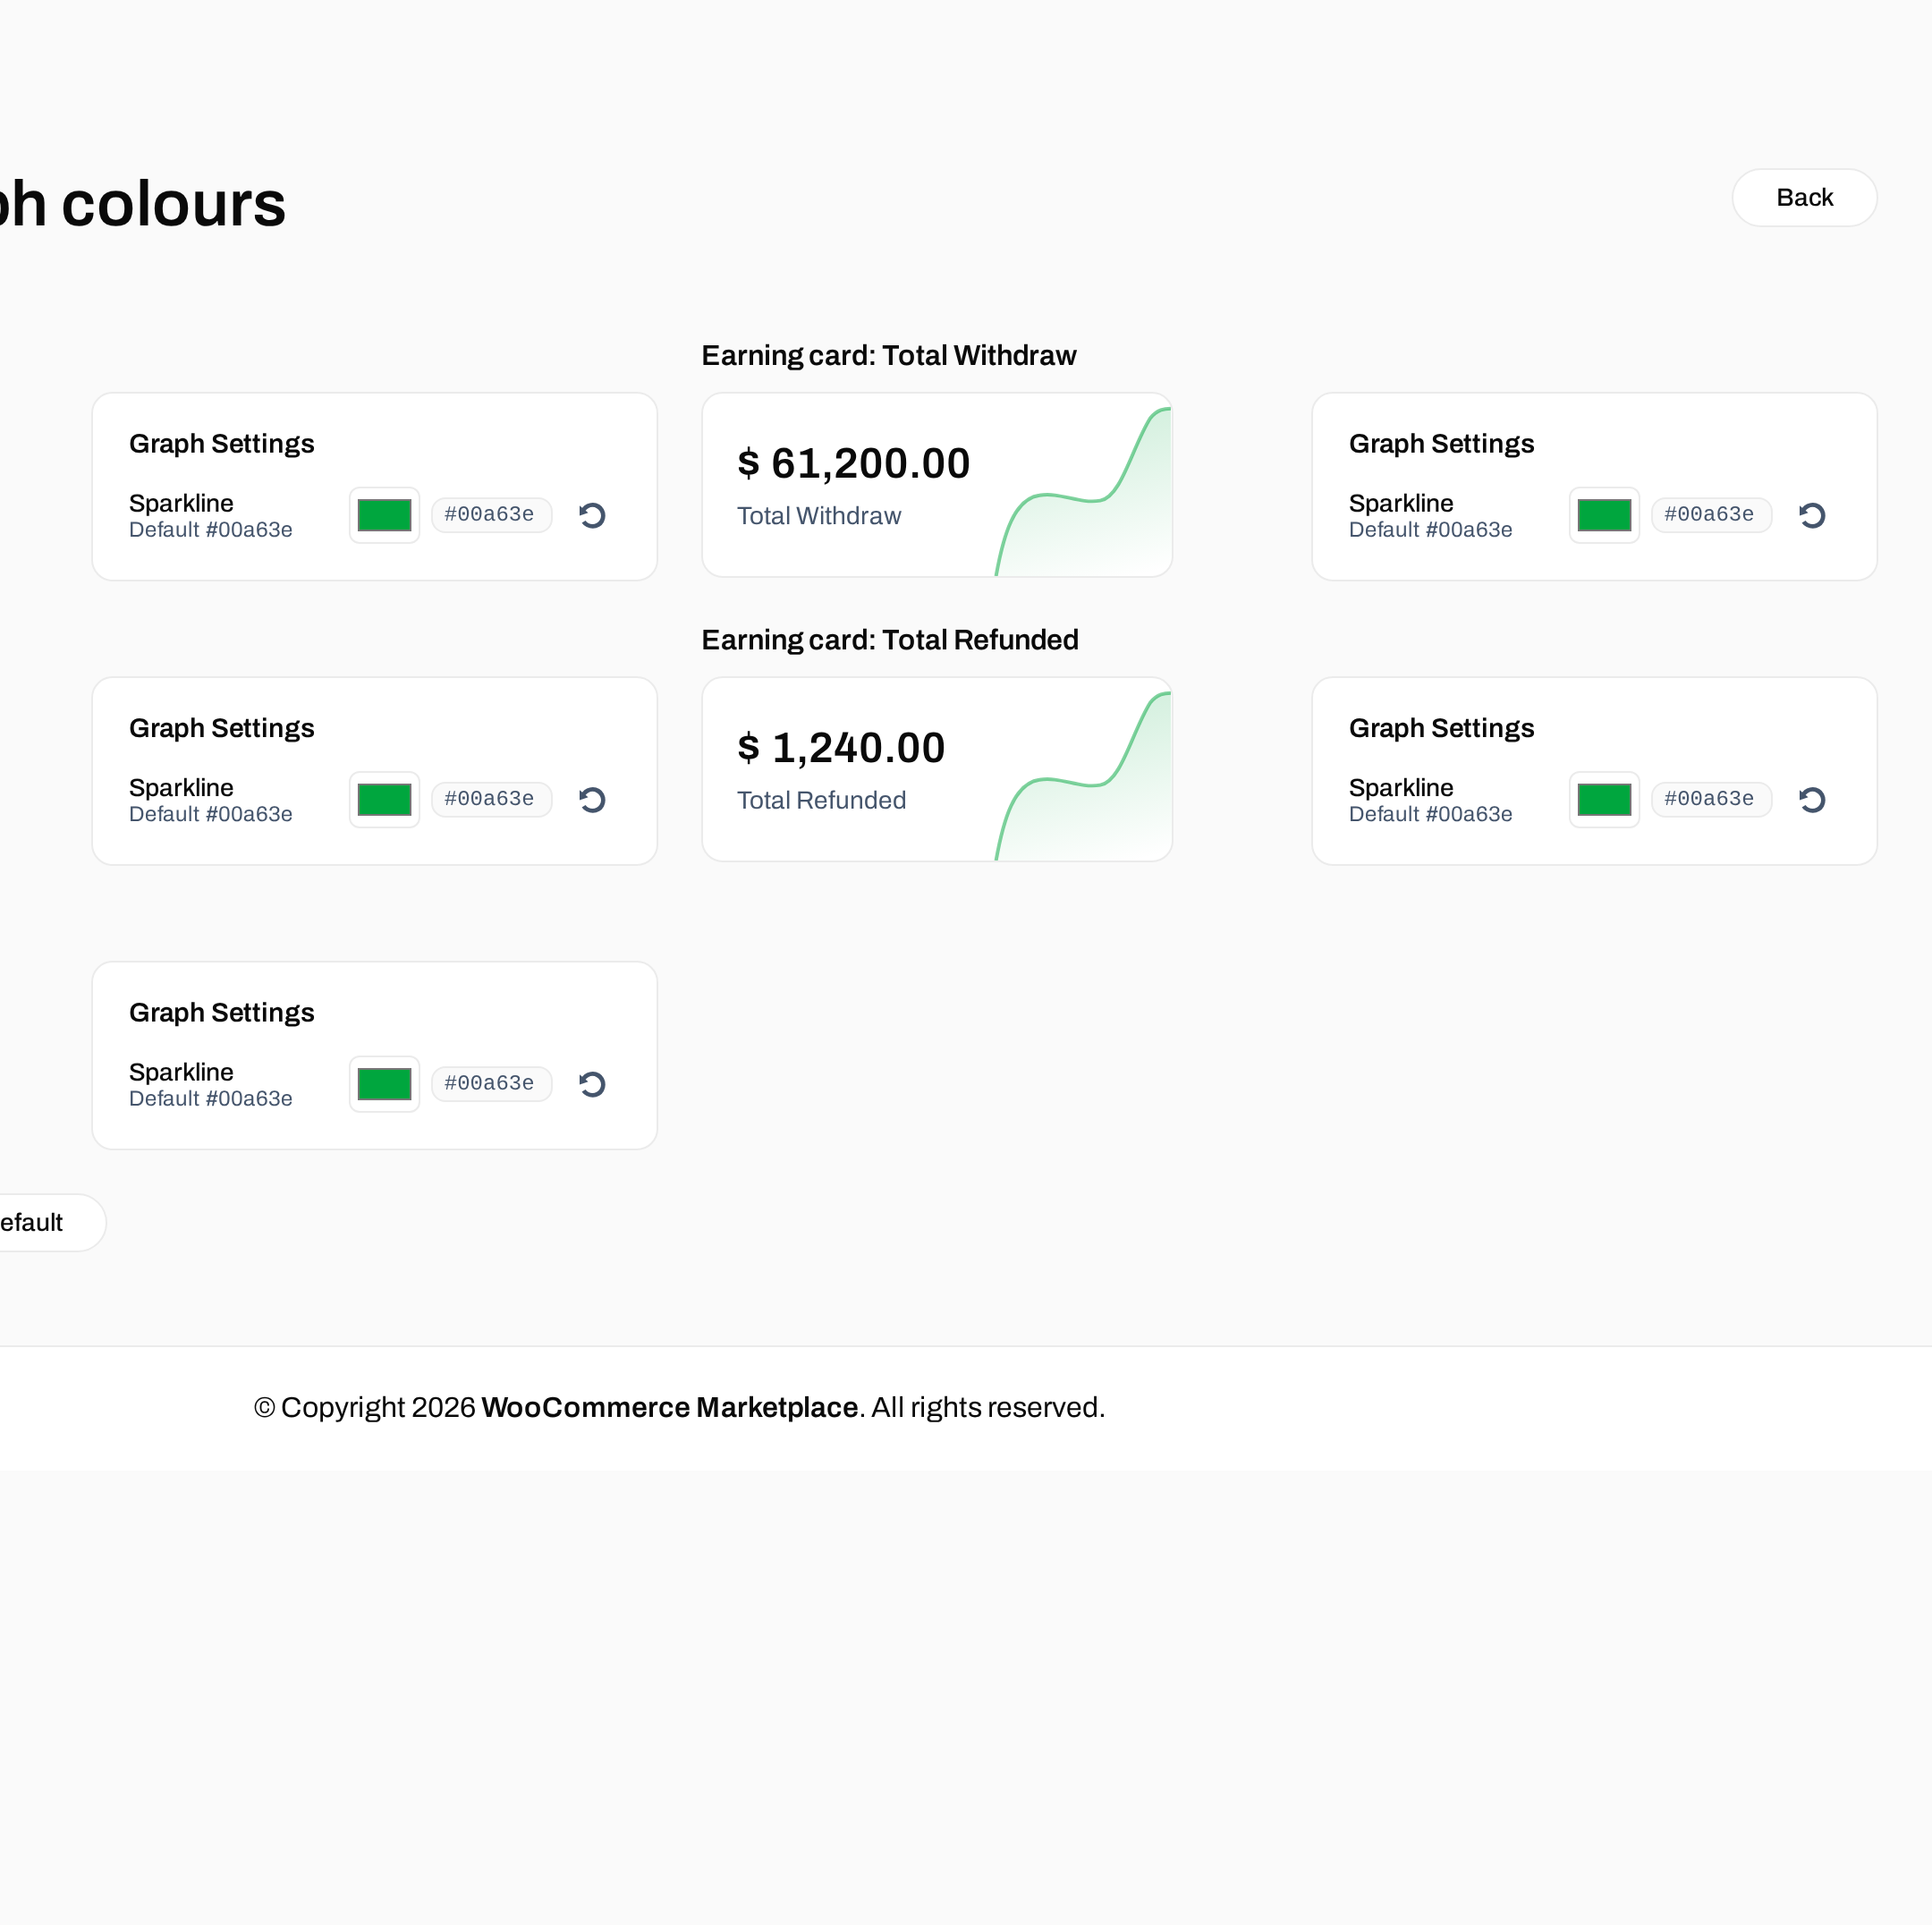 ph colours
Back
Earning card: Total Withdraw
Graph Settings
Sparkline
Default #00a63e
#00a63e
$ 61,200.00
Total Withdraw
Graph Settings
Sparkline
Default #00a63e
#00a63e
Earning card: Total Refunded
Graph Settings
Sparkline
Default #00a63e
#00a63e
$ 1,240.00
Total Refunded
Graph Settings
Sparkline
Default #00a63e
#00a63e
Graph Settings
Sparkline
Default #00a63e
#00a63e
efault
© Copyright 2026 WooCommerce Marketplace. All rights reserved.